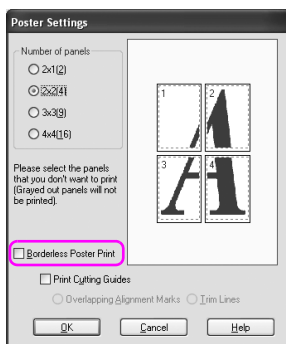 Poster Settings
Number of panels
2x1(2)
2x2(4)
3x3(9)
4x4(16)
1
2
3
4
Please select the panels
that you don't want to print
(Grayed out panels will not
be printed).
Borderless Poster Print
Print Cutting Guides
Overlapping Alignment Marks
Trim Lines
OK
Cancel
Help